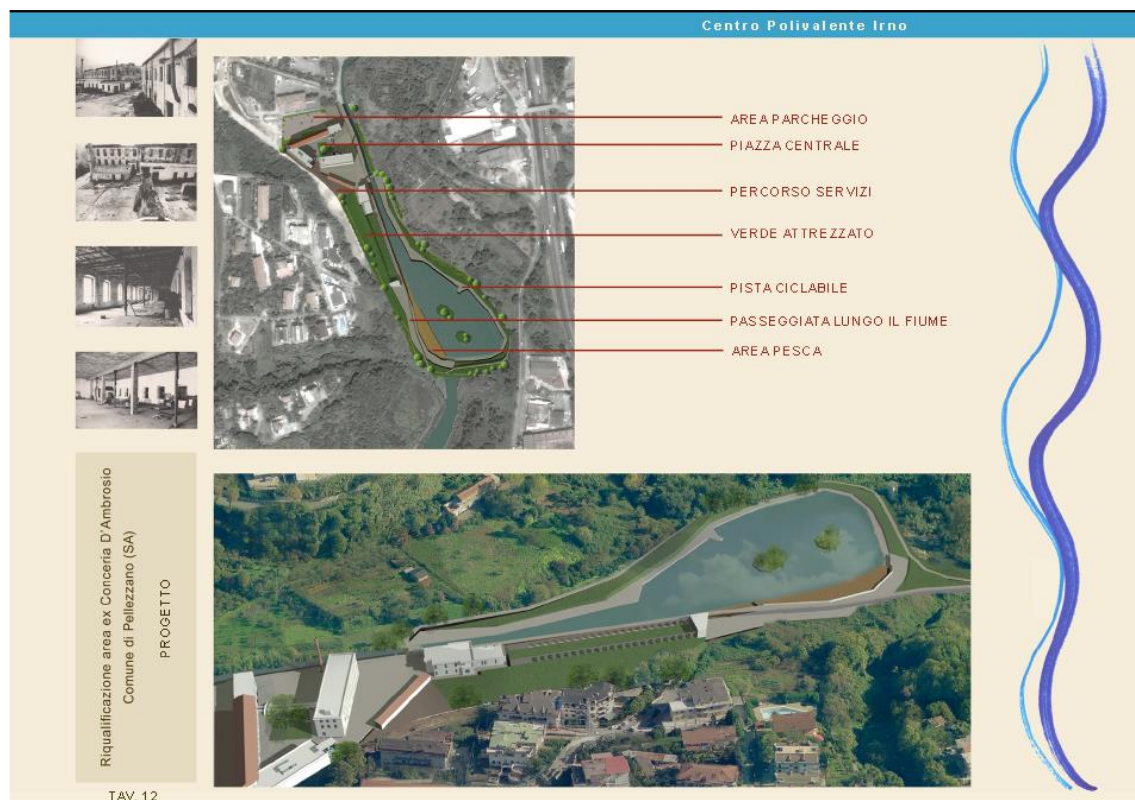 Centro Polivalente Irno
AREA PARCHEGGIO
PIAZZA CENTRALE
PERCORSO SERVIZI
VERDE ATTREZZATO
PISTA CICLABILE
PASSEGGIATA LUNGO IL FIUME
AREA PESCA
Riqualificazione area ex Conceria D'Ambrosio
Comune di Pellezzano (SA)
PROGETTO
TAV. 12